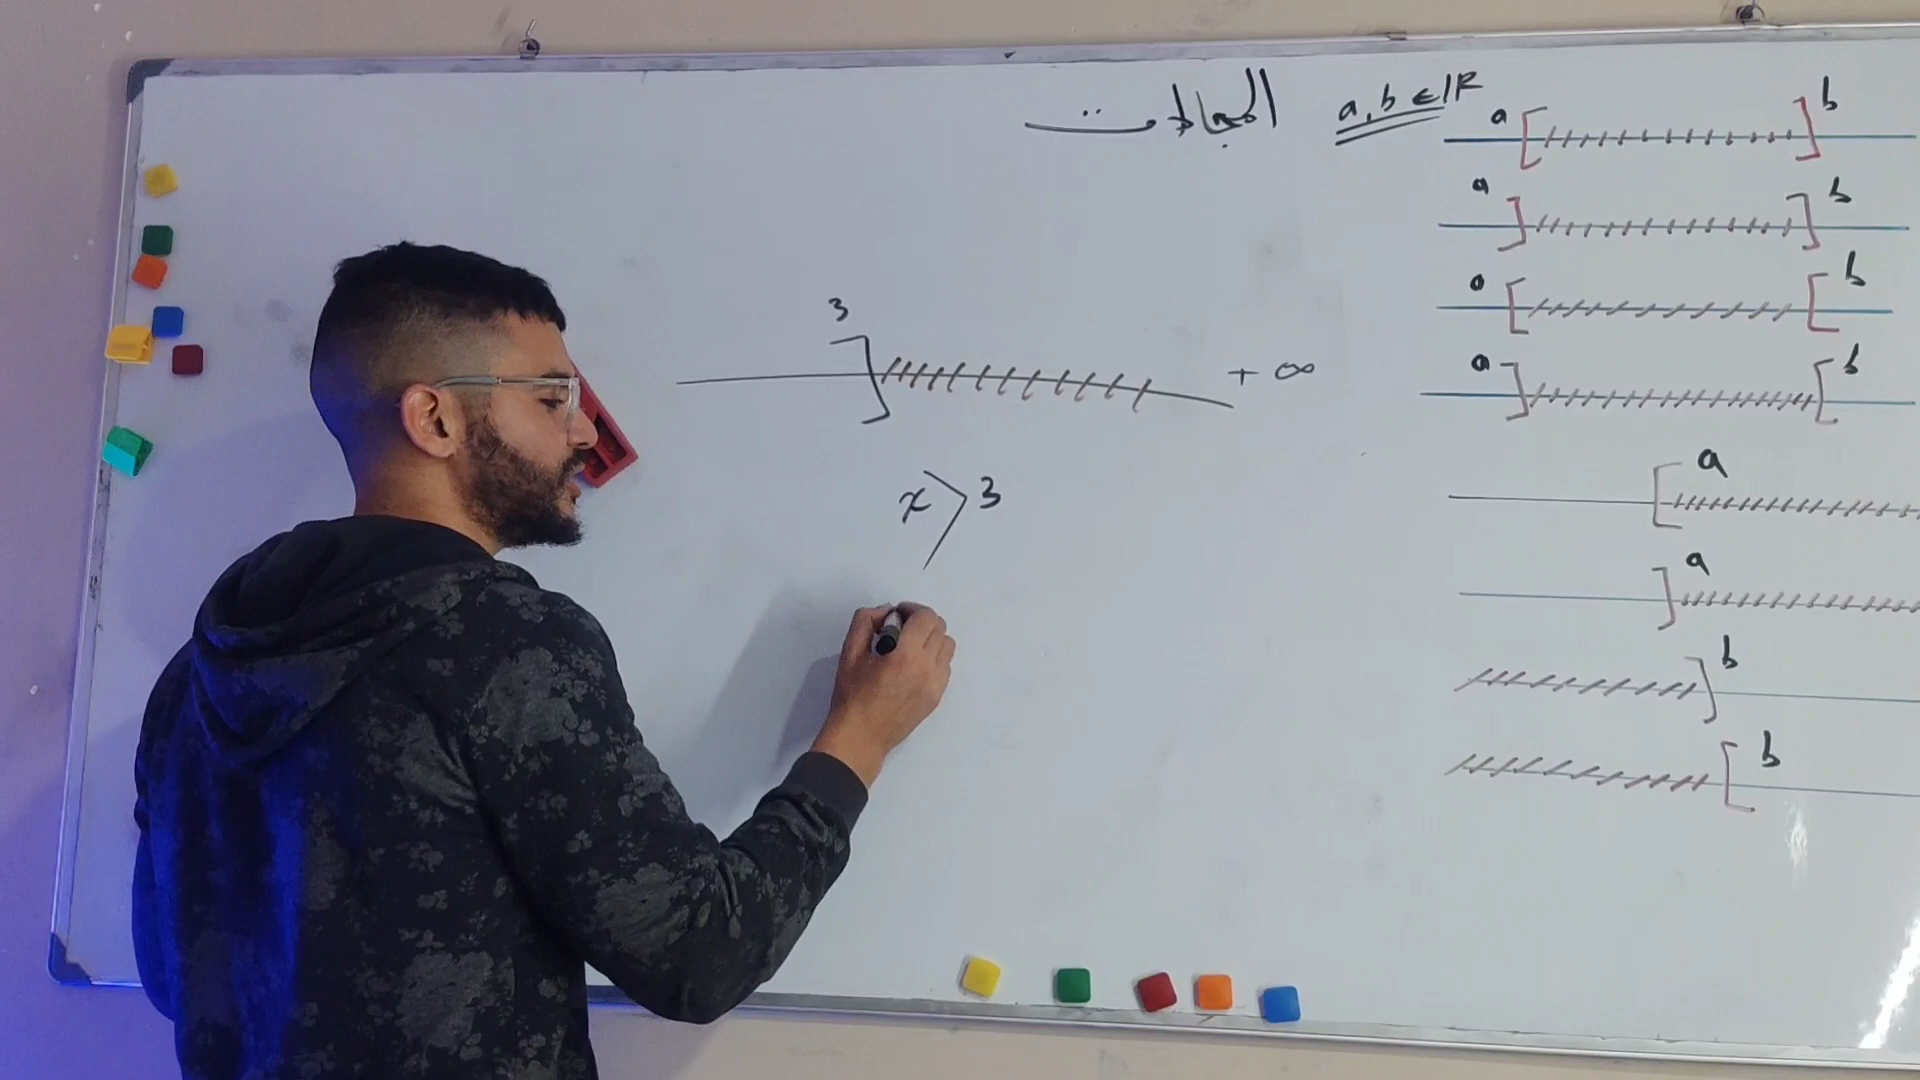 المجالات
a, b ∈ ℝ
a [ ] b
a ] ] b
a [ [ b
a ] [ b
[ a
] a
] b
[ b
3
] + ∞
x > 3